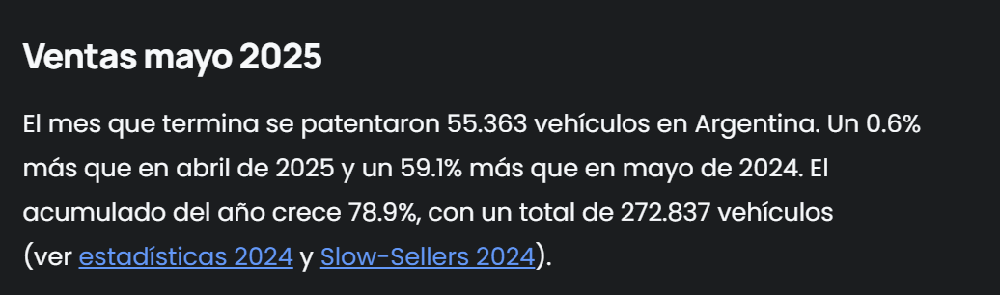 Ventas mayo 2025
El mes que termina se patentaron 55.363 vehículos en Argentina. Un 0.6%
más que en abril de 2025 y un 59.1% más que en mayo de 2024. El
acumulado del año crece 78.9%, con un total de 272.837 vehículos
(ver estadísticas 2024 y Slow-Sellers 2024).